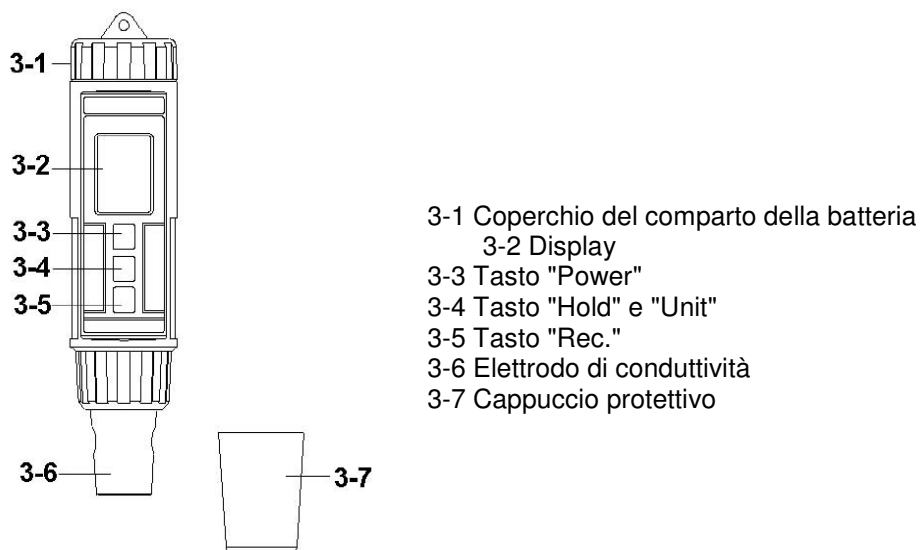 3-1
3-2
3-3
3-4
3-5
3-6
3-7
3-1 Coperchio del comparto della batteria
3-2 Display
3-3 Tasto "Power"
3-4 Tasto "Hold" e "Unit"
3-5 Tasto "Rec."
3-6 Elettrodo di conduttività
3-7 Cappuccio protettivo